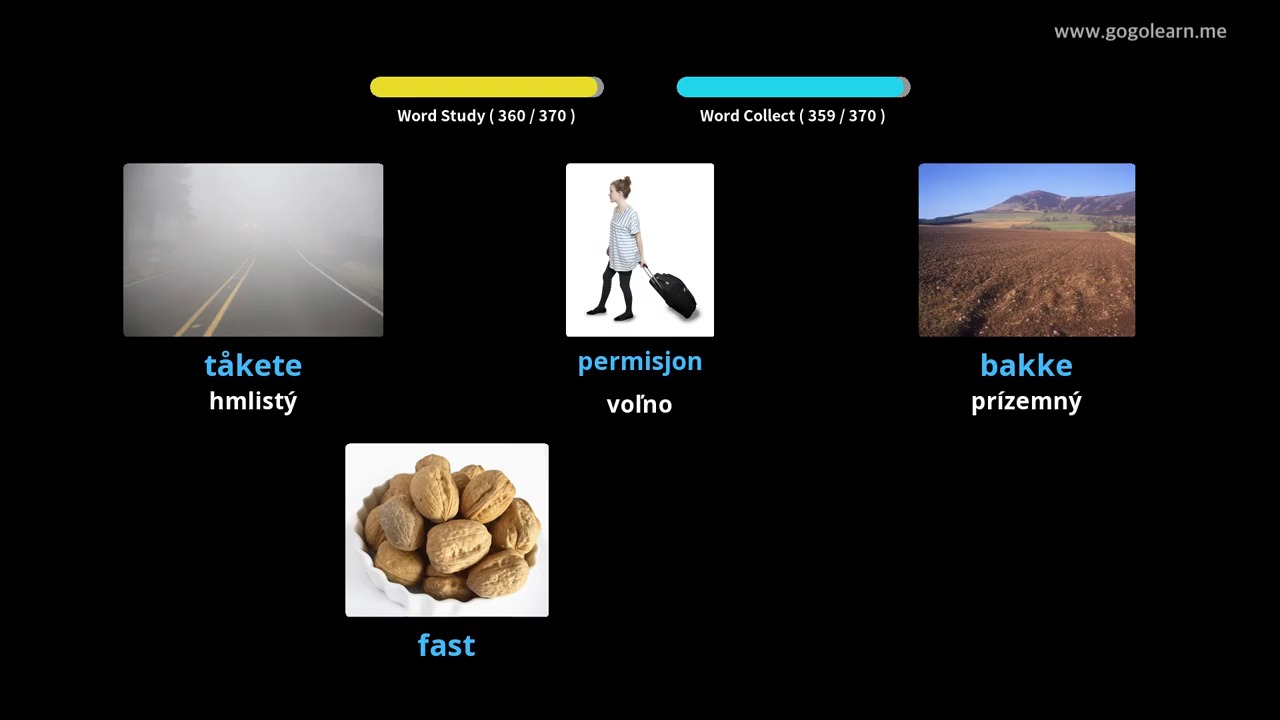 www.gogolearn.me
Word Study ( 360 / 370 )
Word Collect ( 359 / 370 )
tåkete
hmlistý
permisjon
voľno
bakke
prízemný
fast